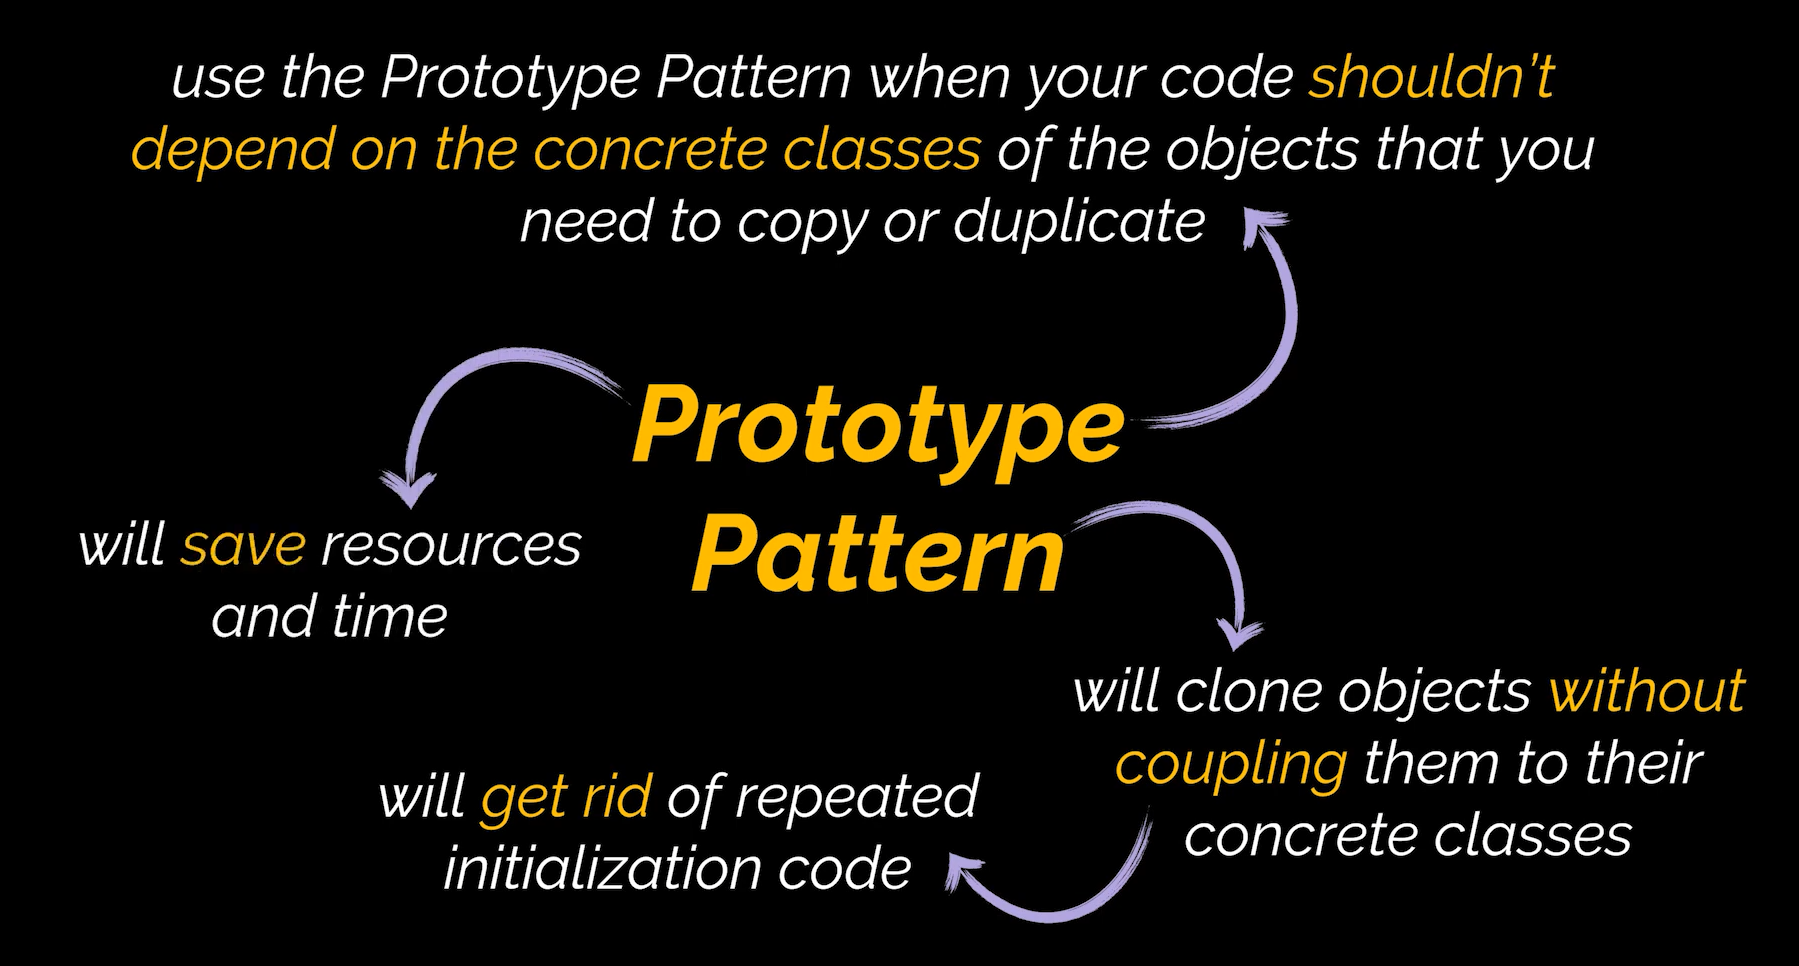 use the Prototype Pattern when your code shouldn’t
depend on the concrete classes of the objects that you
need to copy or duplicate
Prototype
Pattern
will save resources
and time
will clone objects without
coupling them to their
concrete classes
will get rid of repeated
initialization code